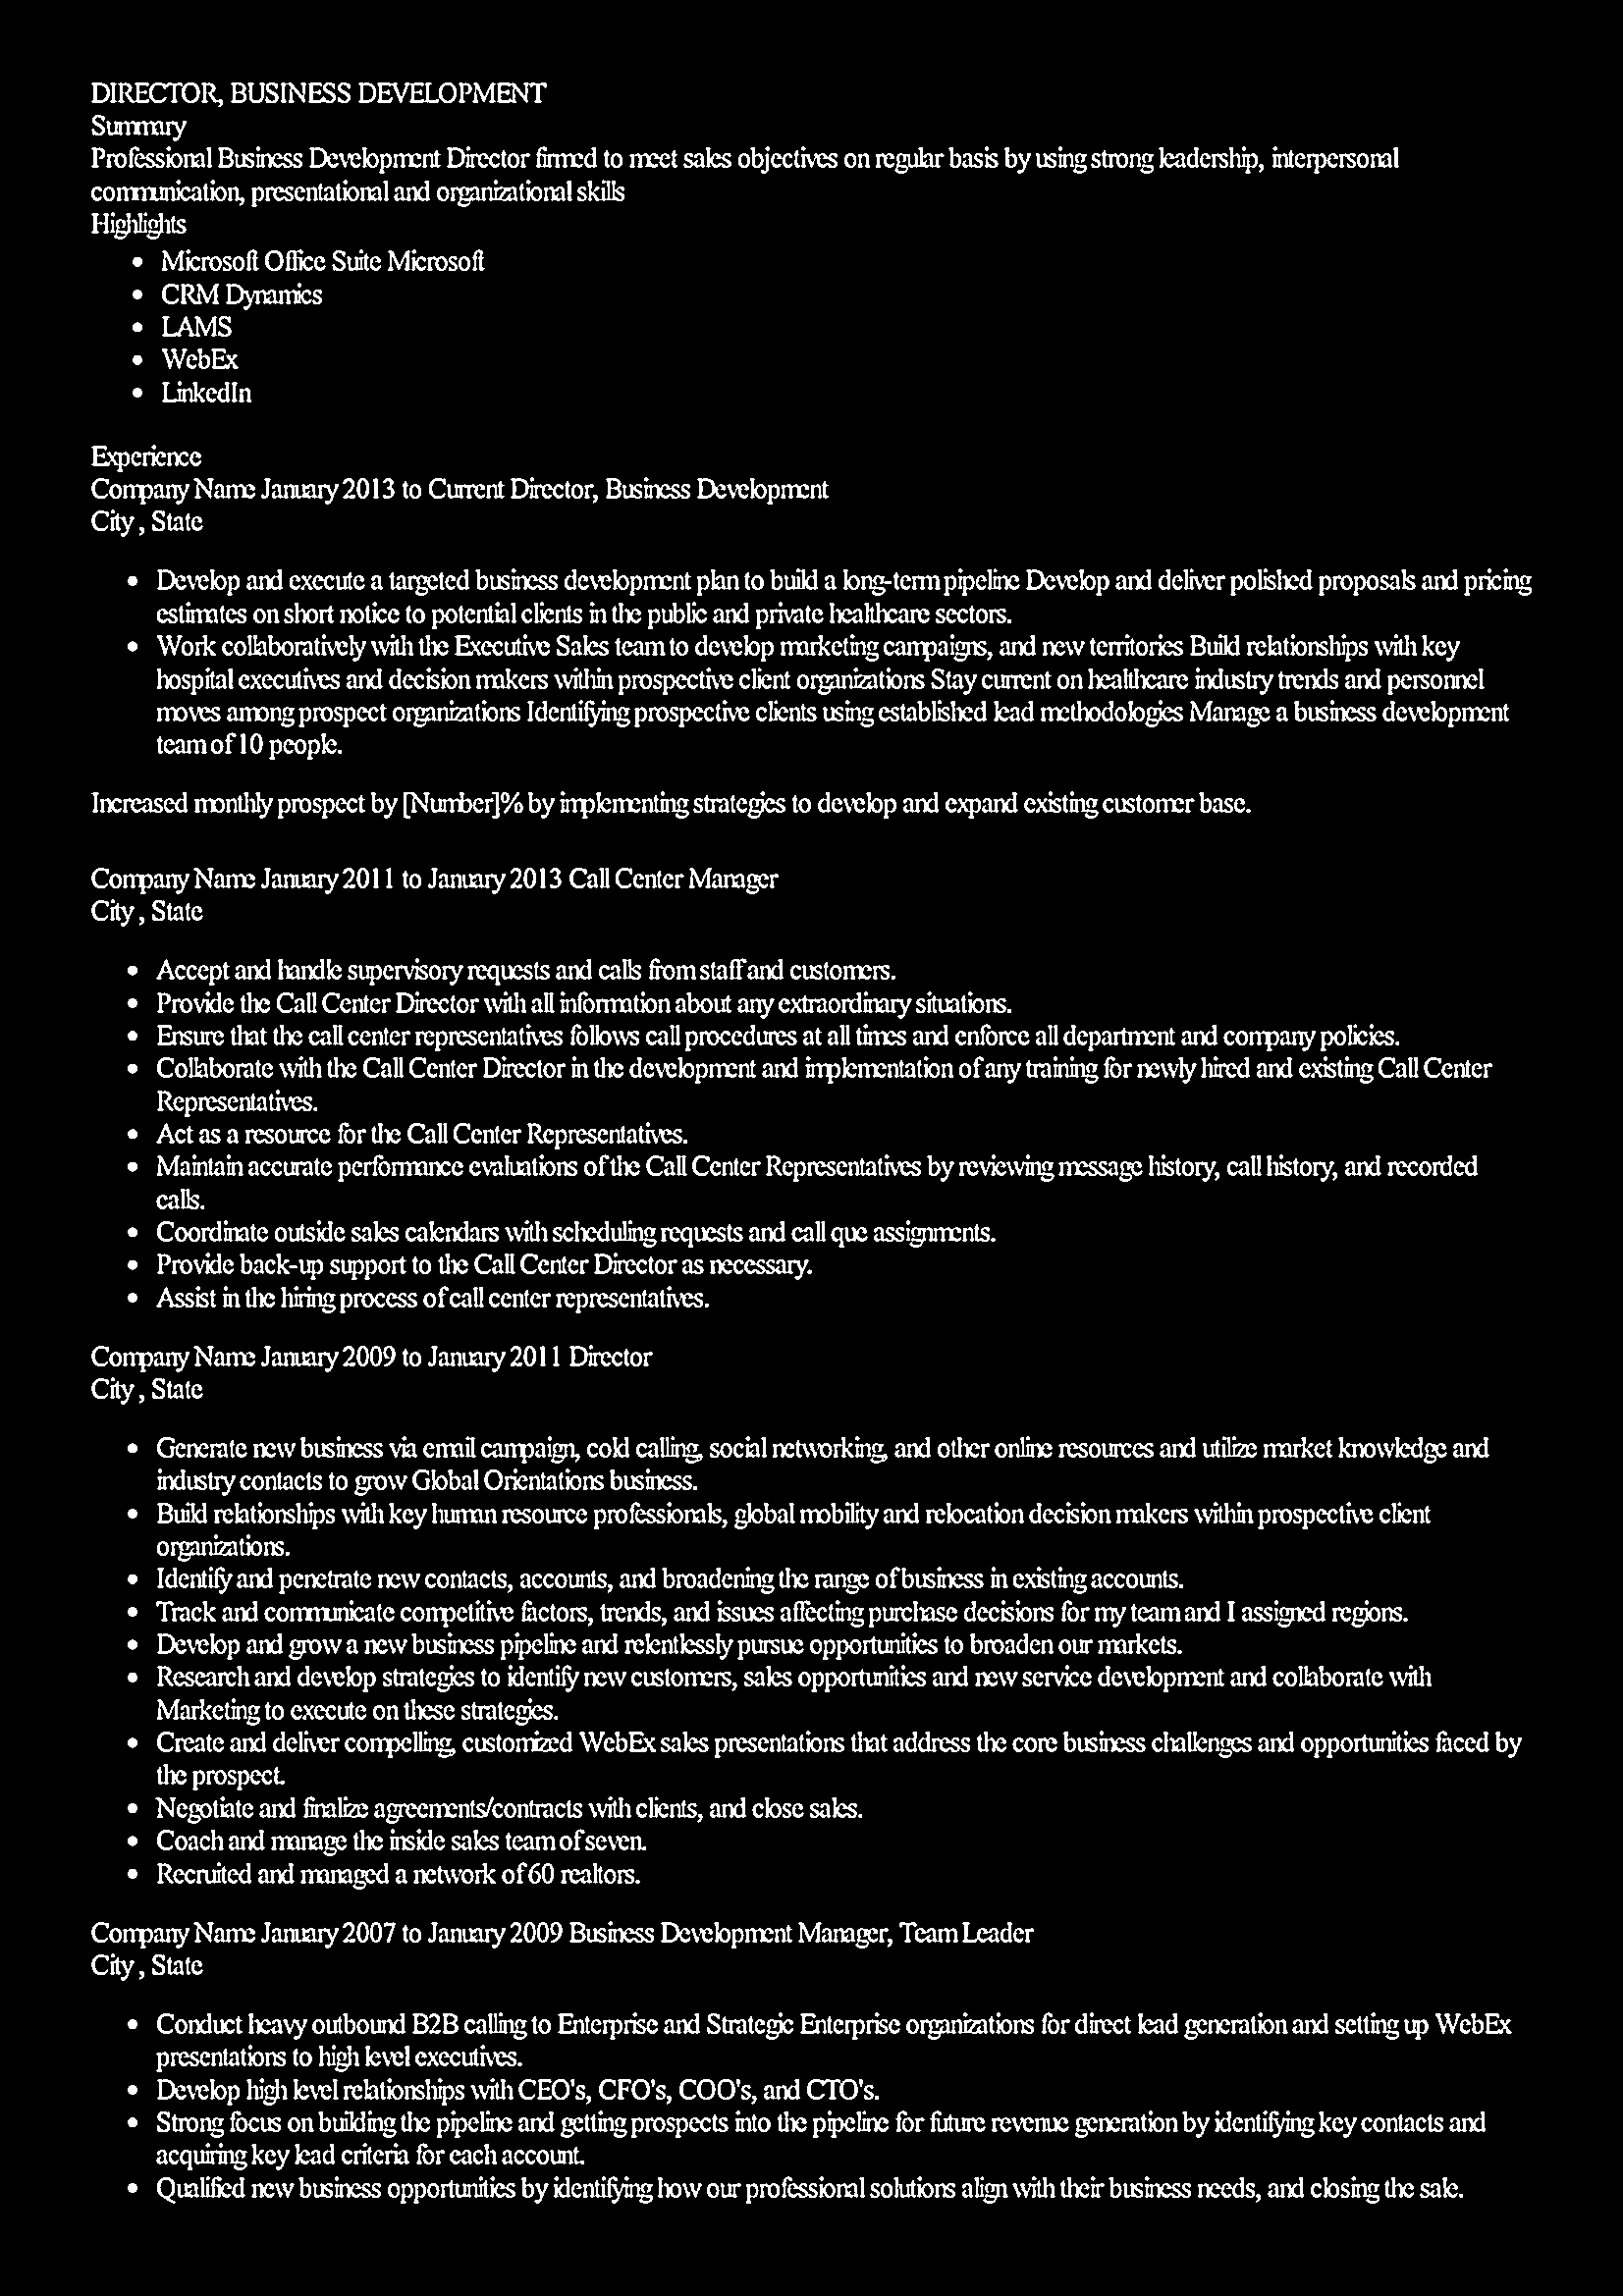 DIRECTOR, BUSINESS DEVELOPMENT
Summary
Professional Business Development Director firmed to meet sales objectives on regular basis by using strong leadership, interpersonal
communication, presentational and organizational skills
Highlights
• Microsoft Office Suite Microsoft
• CRM Dynamics
• LAMS
• WebEx
• LinkedIn
Experience
Company Name January 2013 to Current Director, Business Development
City , State
• Develop and execute a targeted business development plan to build a long-term pipeline Develop and deliver polished proposals and pricing
estimates on short notice to potential clients in the public and private healthcare sectors.
• Work collaboratively with the Executive Sales team to develop marketing campaigns, and new territories Build relationships with key
hospital executives and decision makers within prospective client organizations Stay current on healthcare industry trends and personnel
moves among prospect organizations Identifying prospective clients using established lead methodologies Manage a business development
team of 10 people.
Increased monthly prospect by [Number]% by implementing strategies to develop and expand existing customer base.
Company Name January 2011 to January 2013 Call Center Manager
City , State
• Accept and handle supervisory requests and calls from staff and customers.
• Provide the Call Center Director with all information about any extraordinary situations.
• Ensure that the call center representatives follows call procedures at all times and enforce all department and company policies.
• Collaborate with the Call Center Director in the development and implementation of any training for newly hired and existing Call Center
Representatives.
• Act as a resource for the Call Center Representatives.
• Maintain accurate performance evaluations of the Call Center Representatives by reviewing message history, call history, and recorded
calls.
• Coordinate outside sales calendars with scheduling requests and call que assignments.
• Provide back-up support to the Call Center Director as necessary.
• Assist in the hiring process of call center representatives.
Company Name January 2009 to January 2011 Director
City , State
• Generate new business via email campaign, cold calling, social networking, and other online resources and utilize market knowledge and
industry contacts to grow Global Orientations business.
• Build relationships with key human resource professionals, global mobility and relocation decision makers within prospective client
organizations.
• Identify and penetrate new contacts, accounts, and broadening the range of business in existing accounts.
• Track and communicate competitive factors, trends, and issues affecting purchase decisions for my team and I assigned regions.
• Develop and grow a new business pipeline and relentlessly pursue opportunities to broaden our markets.
• Research and develop strategies to identify new customers, sales opportunities and new service development and collaborate with
Marketing to execute on these strategies.
• Create and deliver compelling, customized WebEx sales presentations that address the core business challenges and opportunities faced by
the prospect.
• Negotiate and finalize agreements/contracts with clients, and close sales.
• Coach and manage the inside sales team of seven.
• Recruited and managed a network of 60 realtors.
Company Name January 2007 to January 2009 Business Development Manager, Team Leader
City , State
• Conduct heavy outbound B2B calling to Enterprise and Strategic Enterprise organizations for direct lead generation and setting up WebEx
presentations to high level executives.
• Develop high level relationships with CEO's, CFO's, COO's, and CTO's.
• Strong focus on building the pipeline and getting prospects into the pipeline for future revenue generation by identifying key contacts and
acquiring key lead criteria for each account.
• Qualified new business opportunities by identifying how our professional solutions align with their business needs, and closing the sale.